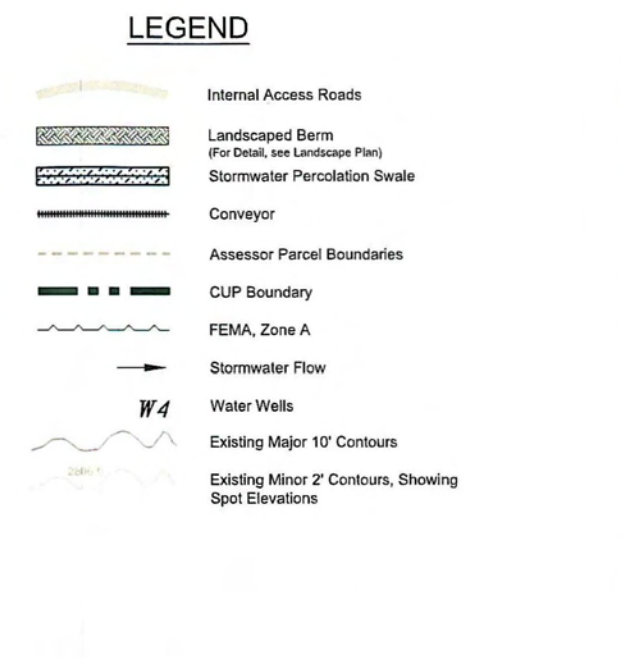 LEGEND
Internal Access Roads
Landscaped Berm
(For Detail, see Landscape Plan)
Stormwater Percolation Swale
Conveyor
Assessor Parcel Boundaries
CUP Boundary
FEMA, Zone A
Stormwater Flow
W4 Water Wells
Existing Major 10' Contours
Existing Minor 2' Contours, Showing
Spot Elevations